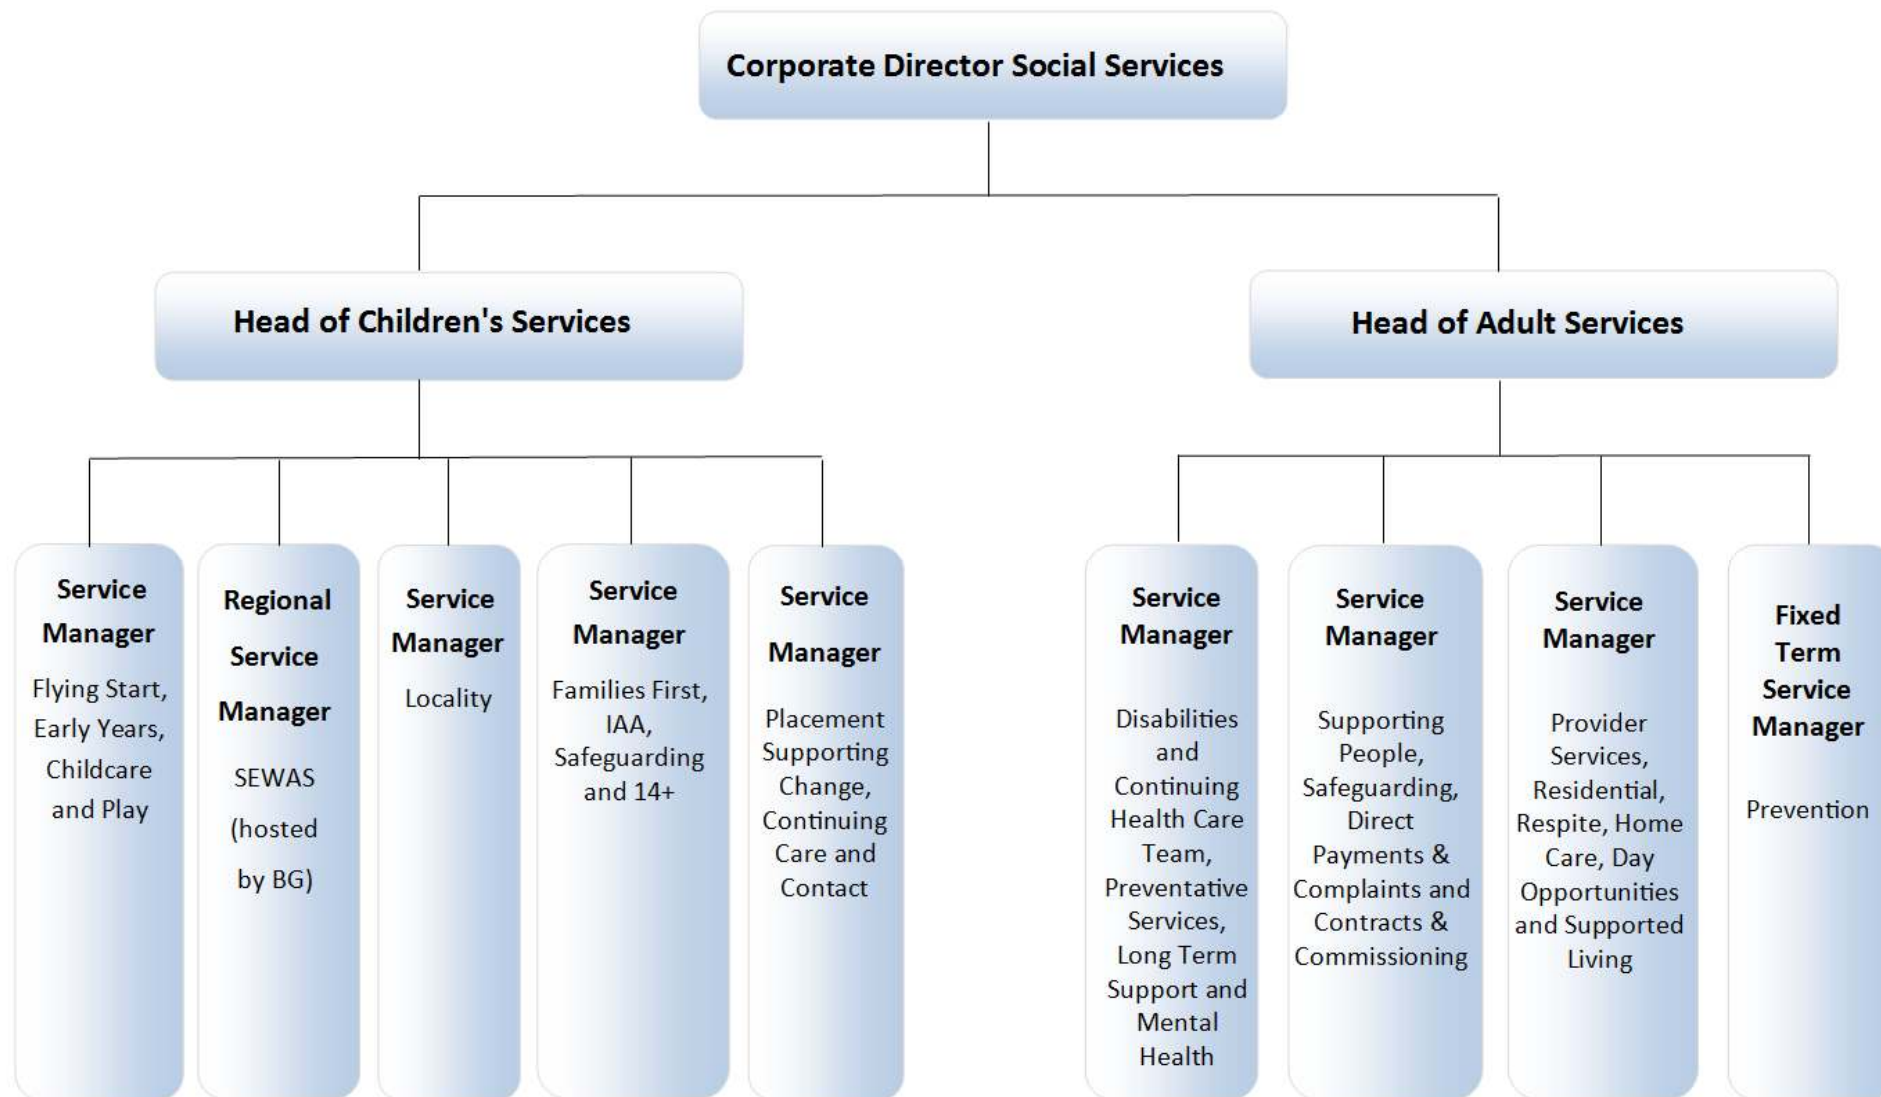 Corporate Director Social Services
Head of Children's Services
Head of Adult Services
Service
Manager
Flying Start,
Early Years,
Childcare
and Play
Regional
Service
Manager
SEWAS
(hosted
by BG)
Service
Manager
Locality
Service
Manager
Families First,
IAA,
Safeguarding
and 14+
Service
Manager
Placement
Supporting
Change,
Continuing
Care and
Contact
Service
Manager
Disabilities
and
Continuing
Health Care
Team,
Preventative
Services,
Long Term
Support and
Mental
Health
Service
Manager
Supporting
People,
Safeguarding,
Direct
Payments &
Complaints and
Contracts &
Commissioning
Service
Manager
Provider
Services,
Residential,
Respite, Home
Care, Day
Opportunities
and Supported
Living
Fixed
Term
Service
Manager
Prevention